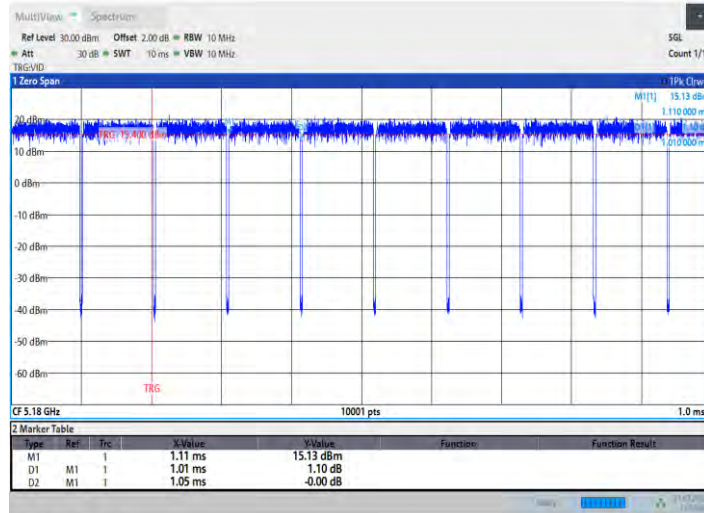 MultiView Spectrum
Ref Level 30.00 dBm Offset 2.00 dB RBW 10 MHz SGL
Att 30 dB SWT 10 ms VBW 10 MHz Count 1/1
TRG:VID
1 Zero Span 1Pk Clrw
M1[1] 15.13 dBm
1.110 000 m
20 dBm
TRG: 15.400 dBm
1.010 000 m
10 dBm
0 dBm
-10 dBm
-20 dBm
-30 dBm
-40 dBm
-50 dBm
-60 dBm
TRG
CF 5.18 GHz 10001 pts 1.0 ms
2 Marker Table
Type Ref Trc X-Value Y-Value Function Function Result
M1 1 1.11 ms 15.13 dBm
D1 M1 1 1.01 ms 1.10 dB
D2 M1 1 1.05 ms -0.00 dB